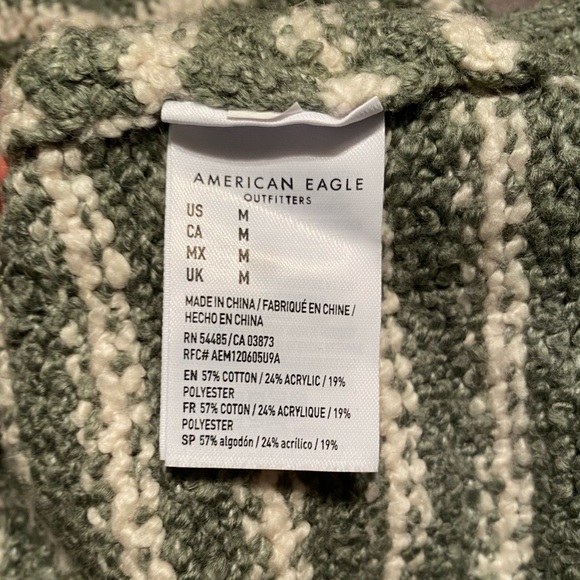 AMERICAN EAGLE
OUTFITTERS
US M
CA M
MX M
UK M
MADE IN CHINA / FABRIQUÉ EN CHINE /
HECHO EN CHINA
RN 54485/CA 03873
RFC# AEM120605U9A
EN 57% COTTON / 24% ACRYLIC / 19%
POLYESTER
FR 57% COTON / 24% ACRYLIQUE / 19%
POLYESTER
SP 57% algodón / 24% acrílico / 19%